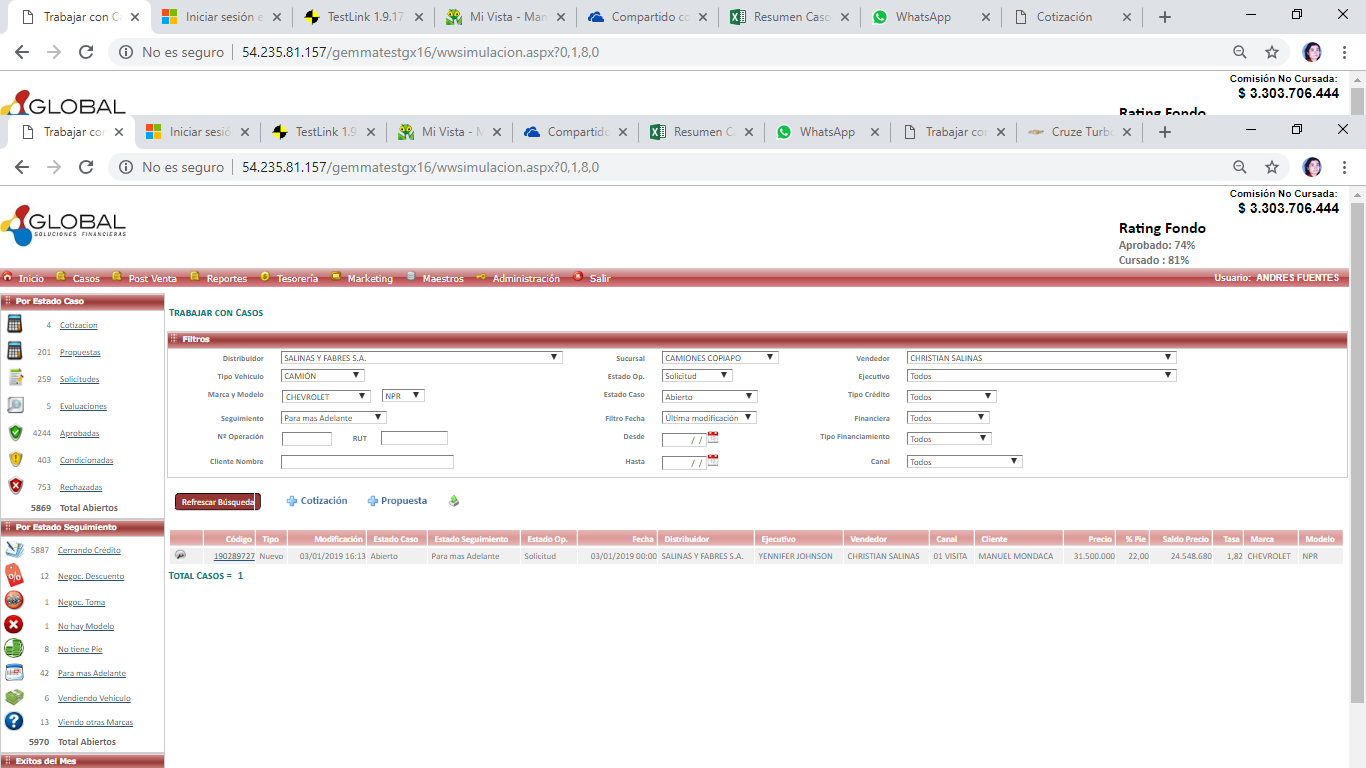 Trabajar con C
Iniciar sesión e
TestLink 1.9.17
Mi Vista - Man
Compartido co
Resumen Caso
WhatsApp
Cotización
No es seguro
54.235.81.157/gemmatestgx16/wwsimulacion.aspx?0,1,8,0
Comisión No Cursada:
$ 3.303.706.444
GLOBAL
Rating Fondo
Trabajar con
Iniciar sesió
TestLink 1.9
Mi Vista - M
Compartido
Resumen C
WhatsApp
Trabajar co
Cruze Turb
No es seguro
54.235.81.157/gemmatestgx16/wwsimulacion.aspx?0,1,8,0
Comisión No Cursada:
$ 3.303.706.444
GLOBAL
SOLUCIONES FINANCIERAS
Rating Fondo
Aprobado: 74%
Cursado : 81%
Inicio Casos Post Venta Reportes Tesorería Marketing Maestros Administración Salir Usuario: ANDRES FUENTES
Por Estado Caso
4 Cotizacion
201 Propuestas
259 Solicitudes
5 Evaluaciones
4244 Aprobadas
403 Condicionadas
753 Rechazadas
5869 Total Abiertos
Por Estado Seguimiento
5887 Cerrando Crédito
12 Negoc. Descuento
1 Negoc. Toma
1 No hay Modelo
8 No tiene Pie
42 Para mas Adelante
6 Vendiendo Vehículo
13 Viendo otras Marcas
5970 Total Abiertos
Exitos del Mes
TRABAJAR CON CASOS
Filtros
Distribuidor SALINAS Y FABRES S.A. Sucursal CAMIONES COPIAPO Vendedor CHRISTIAN SALINAS
Tipo Vehículo CAMIÓN Estado Op. Solicitud Ejecutivo Todos
Marca y Modelo CHEVROLET NPR Estado Caso Abierto Tipo Crédito Todos
Seguimiento Para mas Adelante Filtro Fecha Última modificación Financiera Todos
Nº Operación RUT Desde / / Tipo Financiamiento Todos
Cliente Nombre Hasta / / Canal Todos
Refrescar Búsqueda Cotización Propuesta
Código Tipo Modificación Estado Caso Estado Seguimiento Estado Op. Fecha Distribuidor Ejecutivo Vendedor Canal Cliente Precio % Pie Saldo Precio Tasa Marca Modelo
190289727 Nuevo 03/01/2019 16:13 Abierto Para mas Adelante Solicitud 03/01/2019 00:00 SALINAS Y FABRES S.A. YENNIFER JOHNSON CHRISTIAN SALINAS 01 VISITA MANUEL MONDACA 31.500.000 22,00 24.548.680 1,82 CHEVROLET NPR
TOTAL CASOS = 1